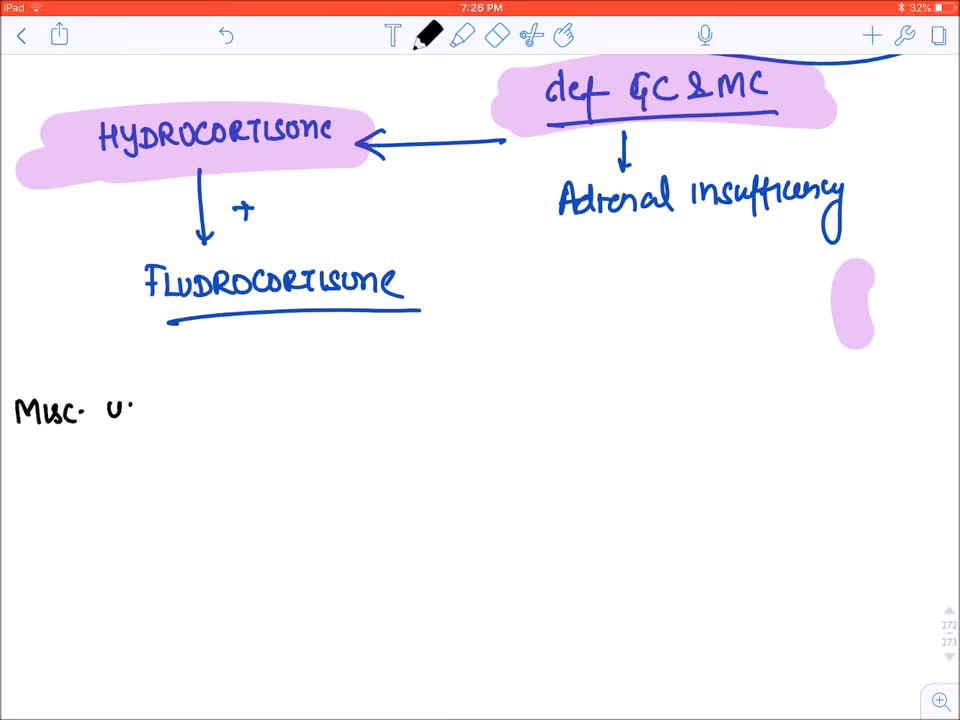 iPad 7:26 PM 32%
T
def GC & MC
HYDROCORTISONE
Adrenal insufficiency
+
FLUDROCORTISONE
Misc. u.
272
273